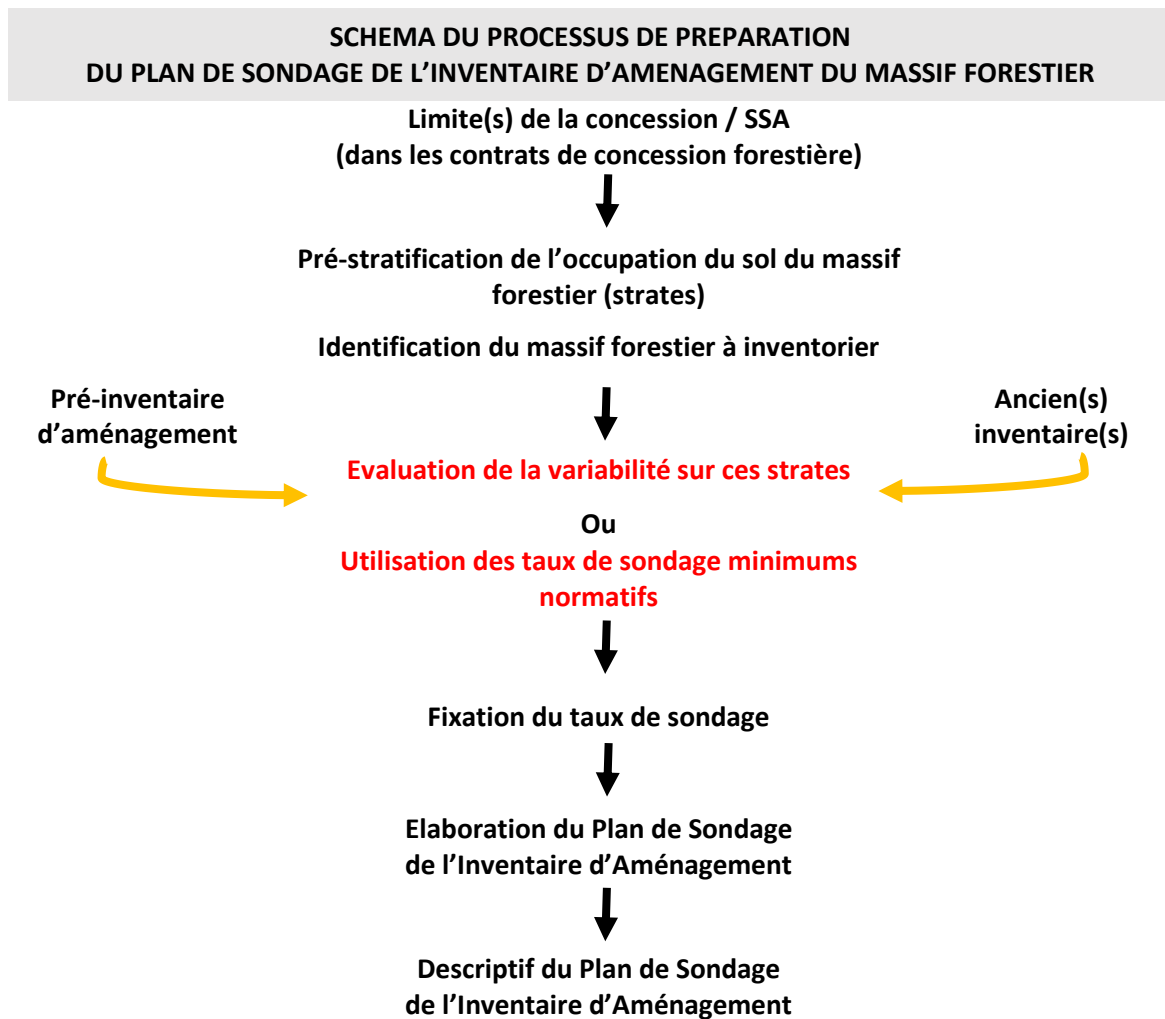 SCHEMA DU PROCESSUS DE PREPARATION
DU PLAN DE SONDAGE DE L’INVENTAIRE D’AMENAGEMENT DU MASSIF FORESTIER
Limite(s) de la concession / SSA
(dans les contrats de concession forestière)
Pré-stratification de l’occupation du sol du massif
forestier (strates)
Identification du massif forestier à inventorier
Pré-inventaire
d’aménagement
Ancien(s)
inventaire(s)
Evaluation de la variabilité sur ces strates
Ou
Utilisation des taux de sondage minimums
normatifs
Fixation du taux de sondage
Elaboration du Plan de Sondage
de l’Inventaire d’Aménagement
Descriptif du Plan de Sondage
de l’Inventaire d’Aménagement